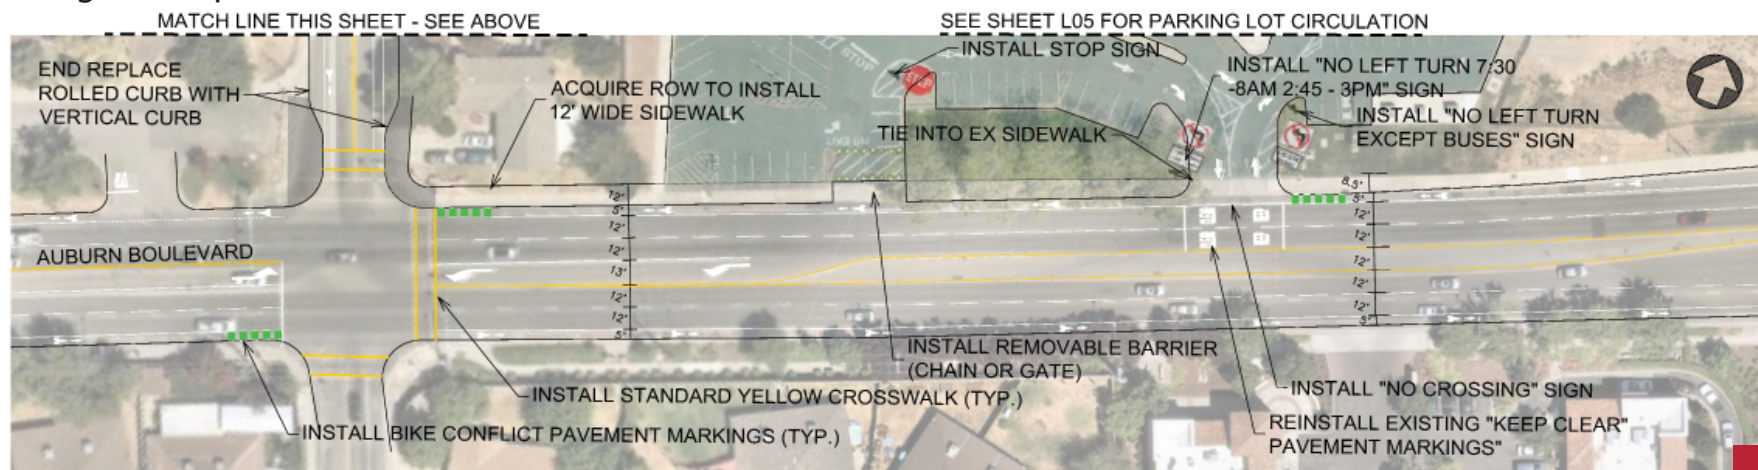 MATCH LINE THIS SHEET - SEE ABOVE
SEE SHEET L05 FOR PARKING LOT CIRCULATION
END REPLACE
ROLLED CURB WITH
VERTICAL CURB
ACQUIRE ROW TO INSTALL
12' WIDE SIDEWALK
INSTALL STOP SIGN
STOP
STOP
INSTALL "NO LEFT TURN 7:30
-8AM 2:45 - 3PM" SIGN
TIE INTO EX SIDEWALK
INSTALL "NO LEFT TURN
EXCEPT BUSES" SIGN
NO EXIT
12'
5'
12'
12'
13'
12'
12'
5'
8.5'
5'
12'
12'
12'
12'
12'
5'
AUBURN BOULEVARD
INSTALL REMOVABLE BARRIER
(CHAIN OR GATE)
INSTALL STANDARD YELLOW CROSSWALK (TYP.)
INSTALL BIKE CONFLICT PAVEMENT MARKINGS (TYP.)
INSTALL "NO CROSSING" SIGN
REINSTALL EXISTING "KEEP CLEAR"
PAVEMENT MARKINGS"